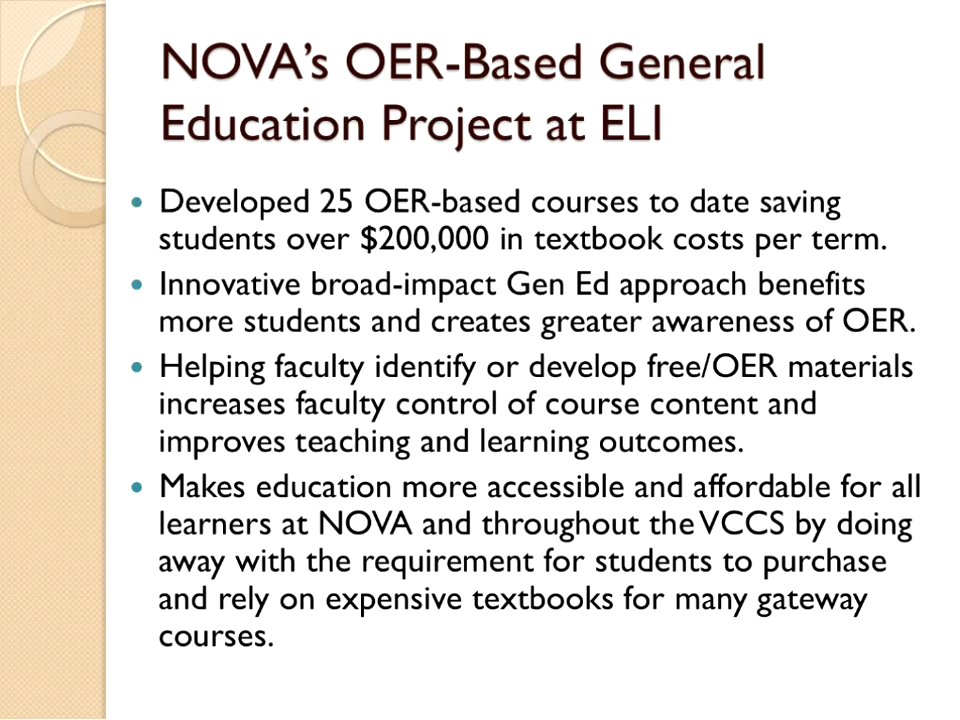 NOVA's OER-Based General
Education Project at ELI
• Developed 25 OER-based courses to date saving
students over $200,000 in textbook costs per term.
• Innovative broad-impact Gen Ed approach benefits
more students and creates greater awareness of OER.
• Helping faculty identify or develop free/OER materials
increases faculty control of course content and
improves teaching and learning outcomes.
• Makes education more accessible and affordable for all
learners at NOVA and throughout the VCCS by doing
away with the requirement for students to purchase
and rely on expensive textbooks for many gateway
courses.